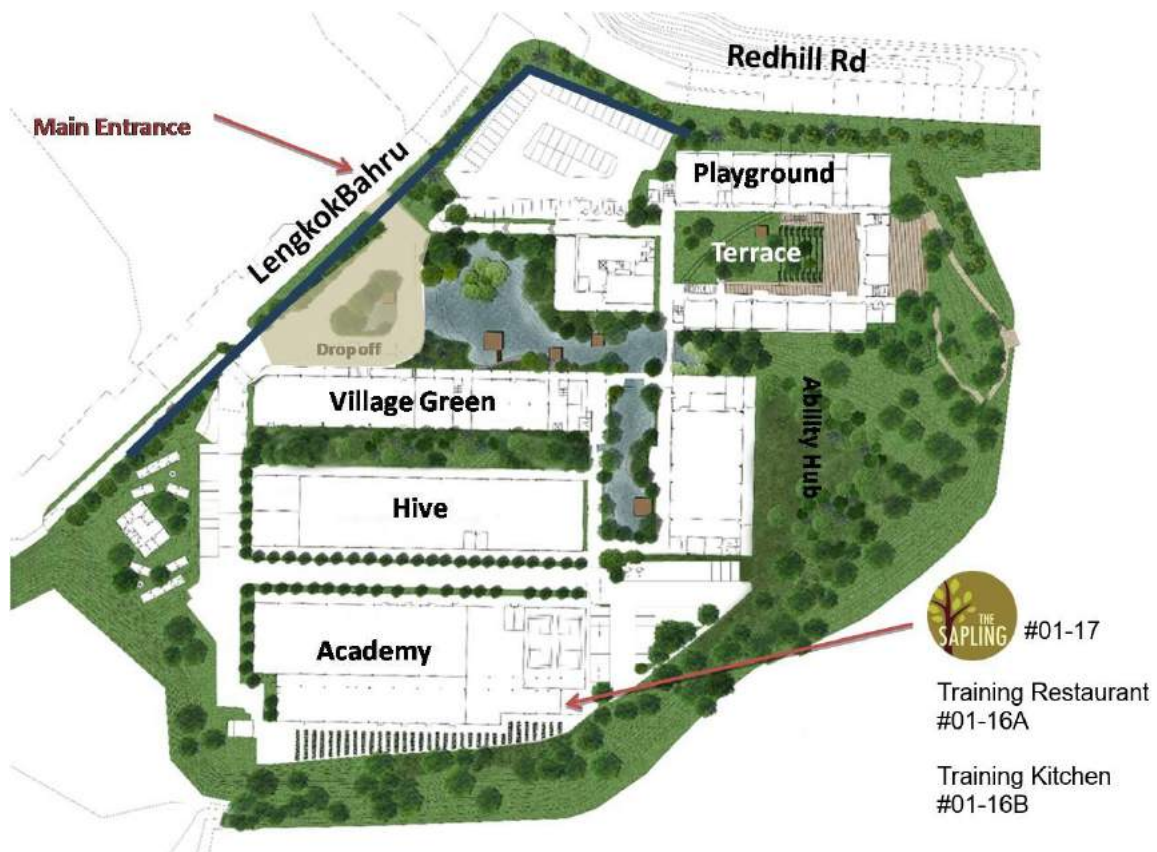 Redhill Rd
Main Entrance
LengkokBahru
Playground
Terrace
Drop off
Village Green
Ability Hub
Hive
Academy
THE
SAPLING
#01-17
Training Restaurant
#01-16A
Training Kitchen
#01-16B